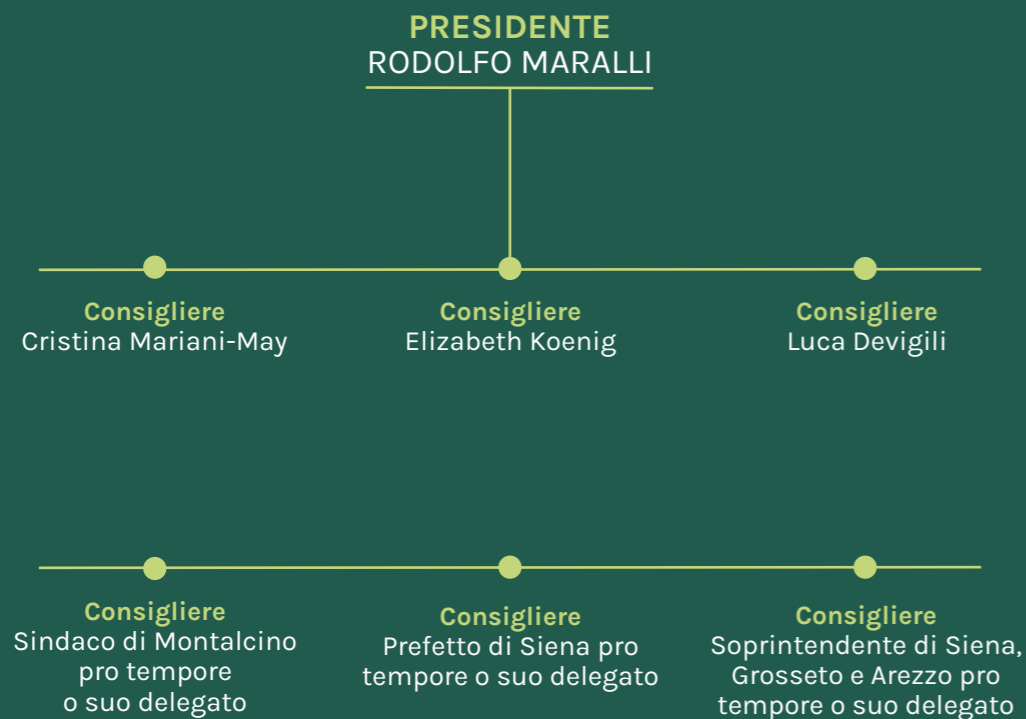 PRESIDENTE
RODOLFO MARALLI
Consigliere
Cristina Mariani-May
Consigliere
Elizabeth Koenig
Consigliere
Luca Devigili
Consigliere
Sindaco di Montalcino
pro tempore
o suo delegato
Consigliere
Prefetto di Siena pro
tempore o suo delegato
Consigliere
Soprintendente di Siena,
Grosseto e Arezzo pro
tempore o suo delegato